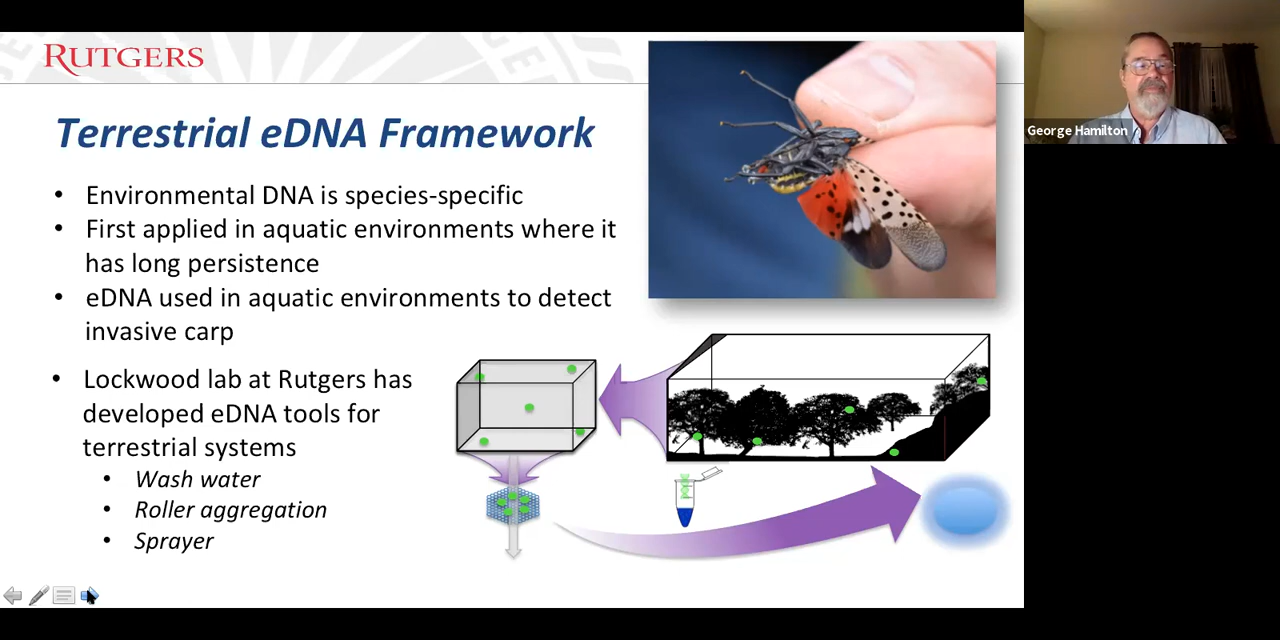 RUTGERS
Terrestrial eDNA Framework
• Environmental DNA is species-specific
• First applied in aquatic environments where it
has long persistence
• eDNA used in aquatic environments to detect
invasive carp
• Lockwood lab at Rutgers has
developed eDNA tools for
terrestrial systems
• Wash water
• Roller aggregation
• Sprayer
George Hamilton